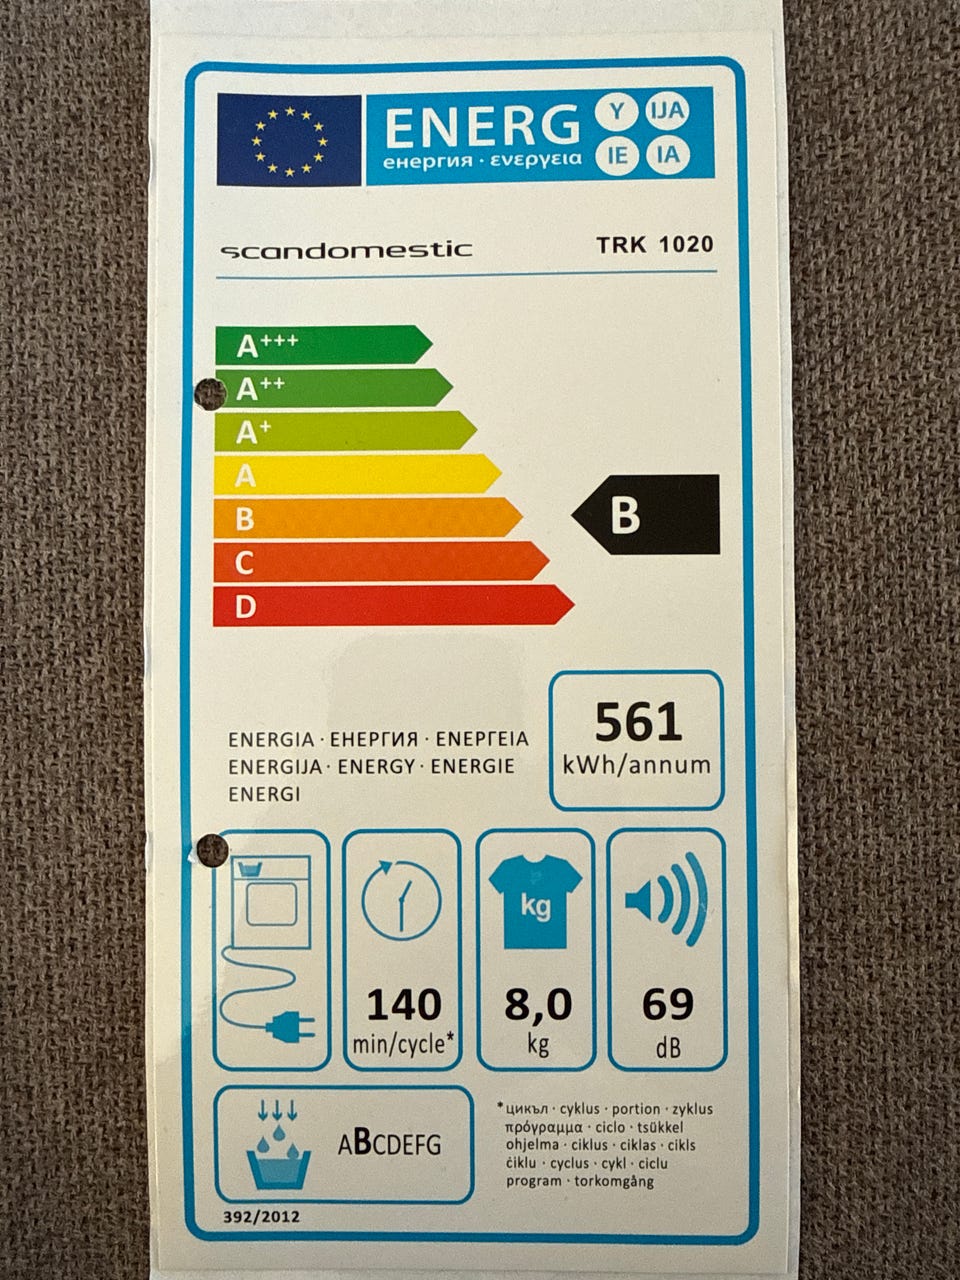 ENERG Y IJA
енергия · ενεργεια IE IA
scandomestic TRK 1020
A+++
A++
A+
A
B
B
C
D
561
kWh/annum
ENERGIA · ЕНЕРГИЯ · ΕΝΕΡΓΕΙΑ
ENERGIJA · ENERGY · ENERGIE
ENERGI
140
min/cycle*
kg
8,0
kg
69
dB
ABCDEFG
*цикъл · cyklus · portion · zyklus
πρόγραμμα · ciclo · tsükkel
ohjelma · ciklus · ciklas · cikls
ċiklu · cyclus · cykl · ciclu
program · torkomgång
392/2012